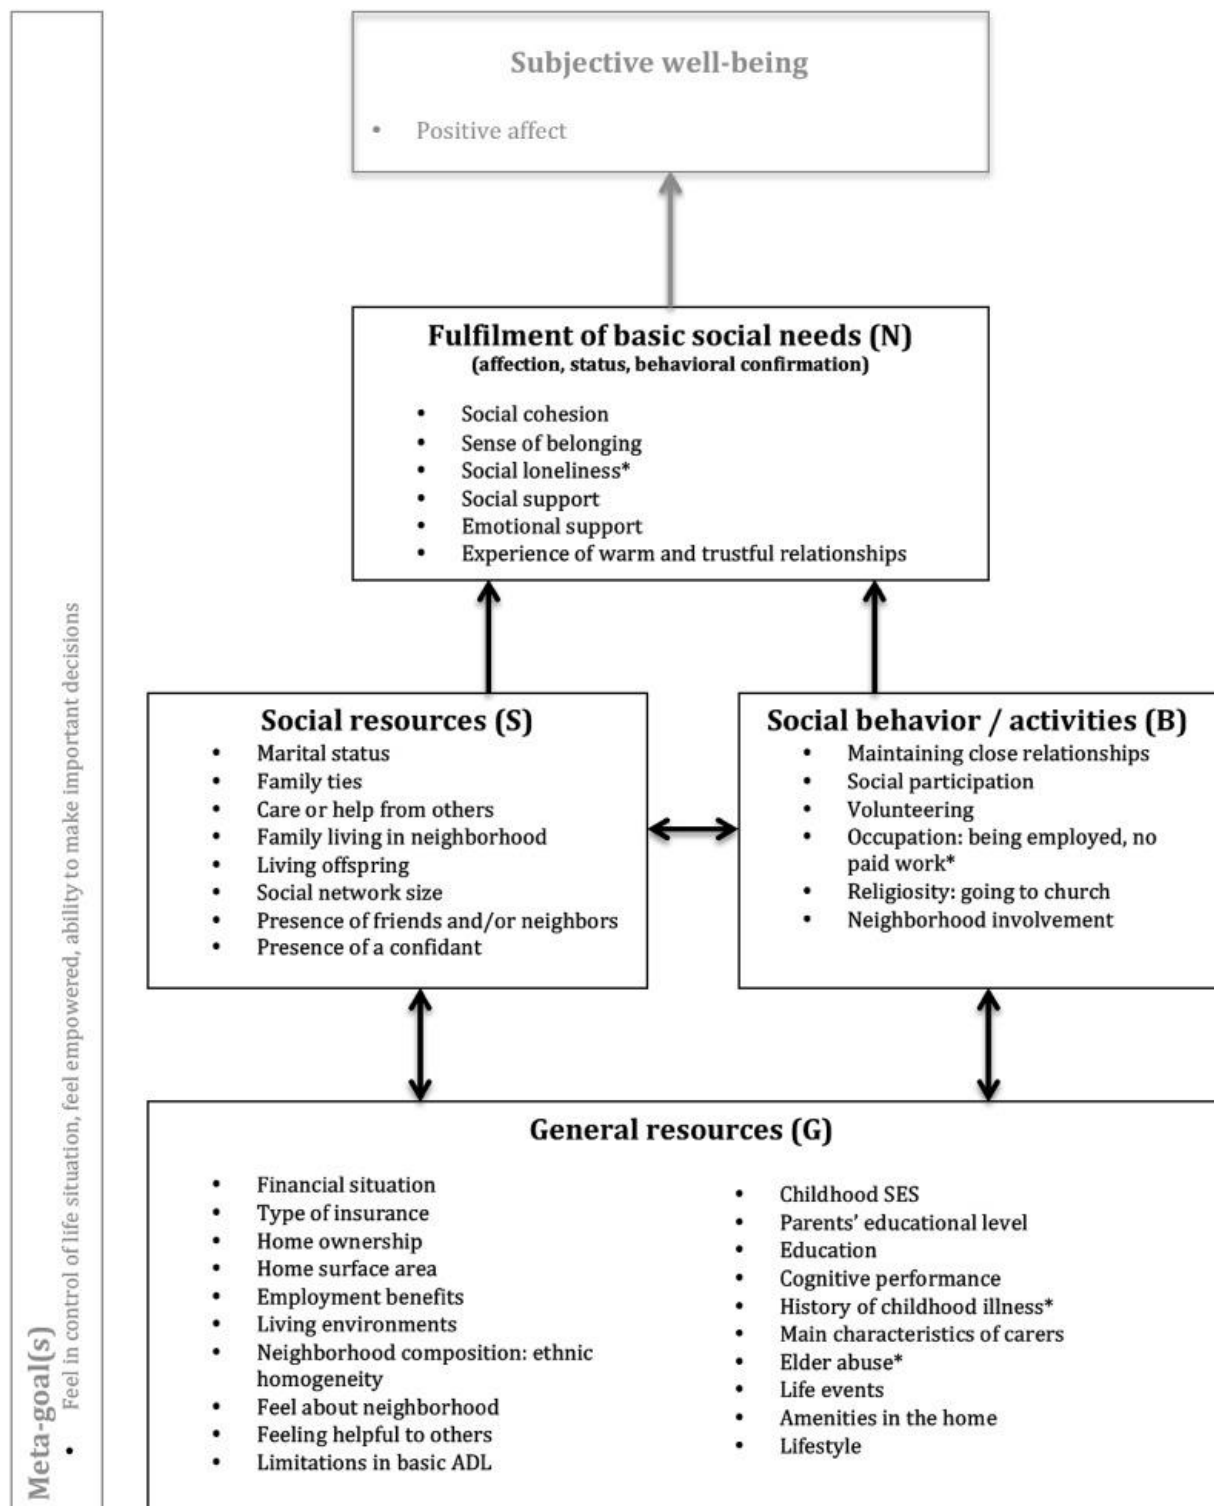 Subjective well-being
• Positive affect
Fulfilment of basic social needs (N)
(affection, status, behavioral confirmation)
• Social cohesion
• Sense of belonging
• Social loneliness*
• Social support
• Emotional support
• Experience of warm and trustful relationships
Social resources (S)
• Marital status
• Family ties
• Care or help from others
• Family living in neighborhood
• Living offspring
• Social network size
• Presence of friends and/or neighbors
• Presence of a confidant
Social behavior / activities (B)
• Maintaining close relationships
• Social participation
• Volunteering
• Occupation: being employed, no
paid work*
• Religiosity: going to church
• Neighborhood involvement
General resources (G)
• Financial situation
• Type of insurance
• Home ownership
• Home surface area
• Employment benefits
• Living environments
• Neighborhood composition: ethnic
homogeneity
• Feel about neighborhood
• Feeling helpful to others
• Limitations in basic ADL
• Childhood SES
• Parents’ educational level
• Education
• Cognitive performance
• History of childhood illness*
• Main characteristics of carers
• Elder abuse*
• Life events
• Amenities in the home
• Lifestyle
Meta-goal(s)
• Feel in control of life situation, feel empowered, ability to make important decisions